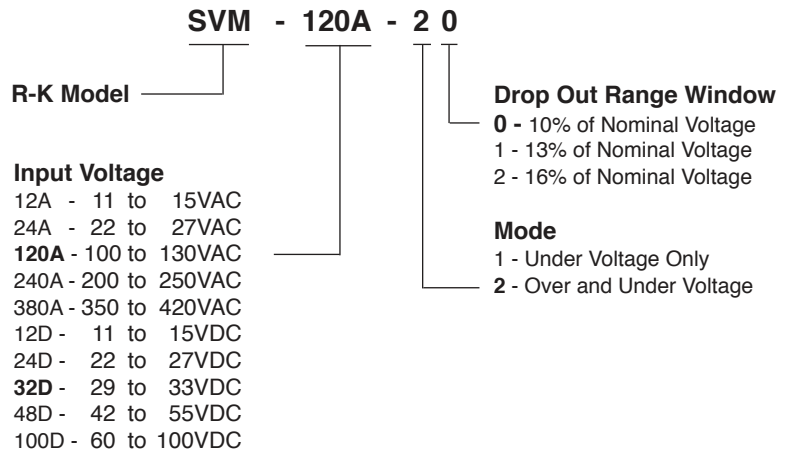 SVM - 120A - 2 0
R-K Model
Input Voltage
12A - 11 to 15VAC
24A - 22 to 27VAC
120A - 100 to 130VAC
240A - 200 to 250VAC
380A - 350 to 420VAC
12D - 11 to 15VDC
24D - 22 to 27VDC
32D - 29 to 33VDC
48D - 42 to 55VDC
100D - 60 to 100VDC
Drop Out Range Window
0 - 10% of Nominal Voltage
1 - 13% of Nominal Voltage
2 - 16% of Nominal Voltage
Mode
1 - Under Voltage Only
2 - Over and Under Voltage